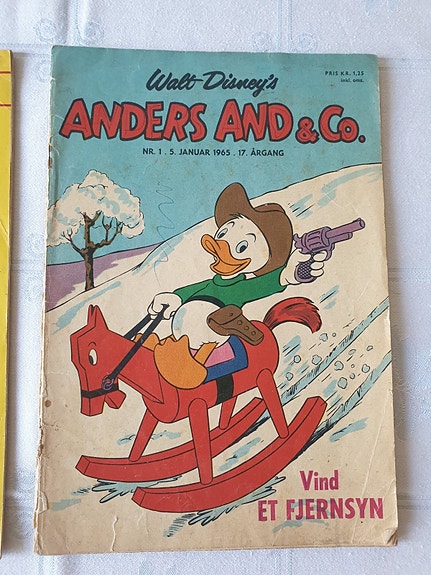 Walt Disney's
PRIS KR. 1,25
inkl. oms.
ANDERS AND & Co.
NR. 1 . 5. JANUAR 1965 . 17. ÅRGANG
Vind
ET FJERNSYN